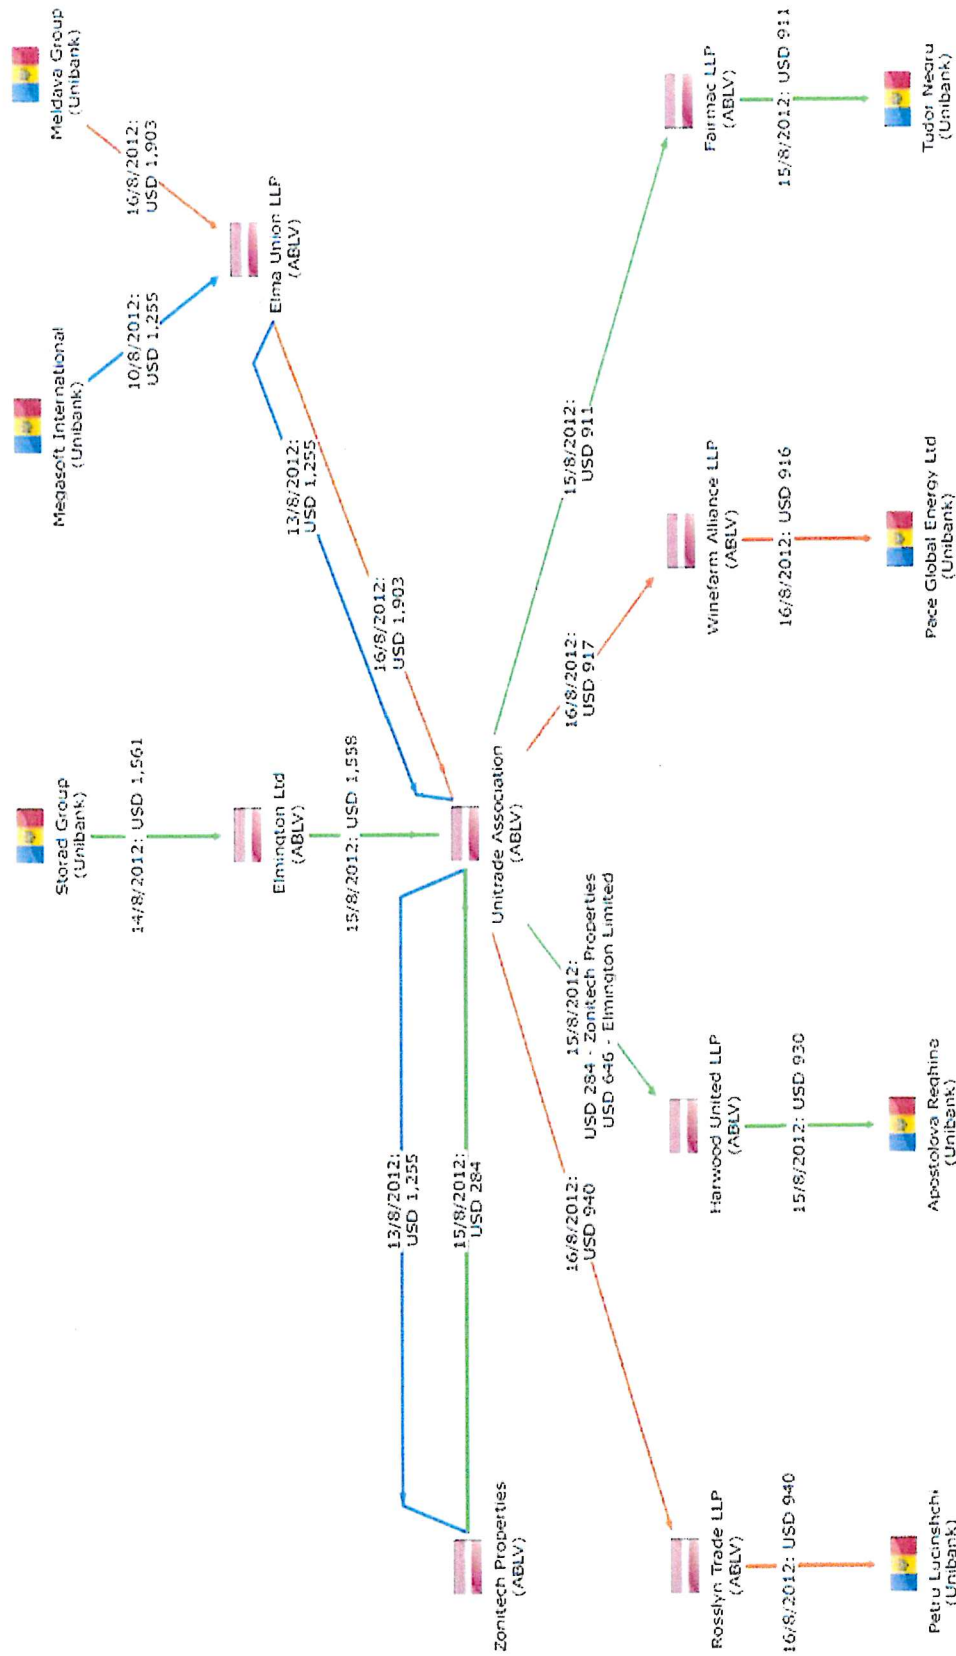 Storad Group
(Unibank)
Megasoft International
(Unibank)
Meldava Group
(Unibank)
14/8/2012: USD 1,561
10/8/2012:
USD 1,255
16/8/2012:
USD 1,903
Elmington Ltd
(ABLV)
Elma Union LLP
(ABLV)
15/8/2012: USD 1,558
13/8/2012:
USD 1,255
16/8/2012:
USD 1,903
13/8/2012:
USD 1,255
15/8/2012:
USD 284
Zonitech Properties
(ABLV)
Unitrade Association
(ABLV)
16/8/2012:
USD 940
15/8/2012:
USD 284 - Zonitech Properties
USD 646 - Elmington Limited
16/8/2012:
USD 917
15/8/2012:
USD 911
Rosslyn Trade LLP
(ABLV)
Harwood United LLP
(ABLV)
Winefarm Alliance LLP
(ABLV)
Fairmac LLP
(ABLV)
16/8/2012: USD 940
15/8/2012: USD 930
16/8/2012: USD 916
15/8/2012: USD 911
Petru Lucinshchi
(Unibank)
Apostolova Reghina
(Unibank)
Pace Global Energy Ltd
(Unibank)
Tudor Negru
(Unibank)